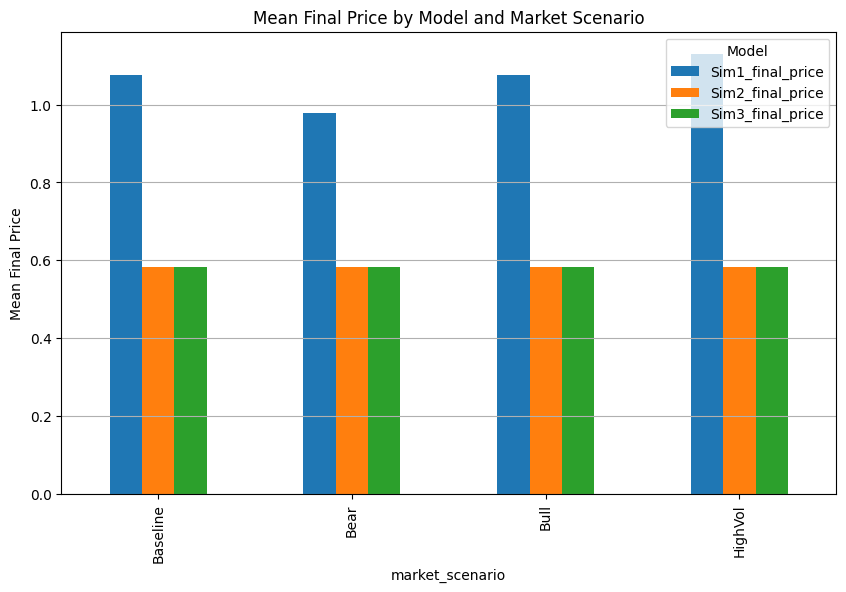 Mean Final Price by Model and Market Scenario
Model
Sim1_final_price
Sim2_final_price
Sim3_final_price
Mean Final Price
1.0
0.8
0.6
0.4
0.2
0.0
Baseline
Bear
Bull
HighVol
market_scenario